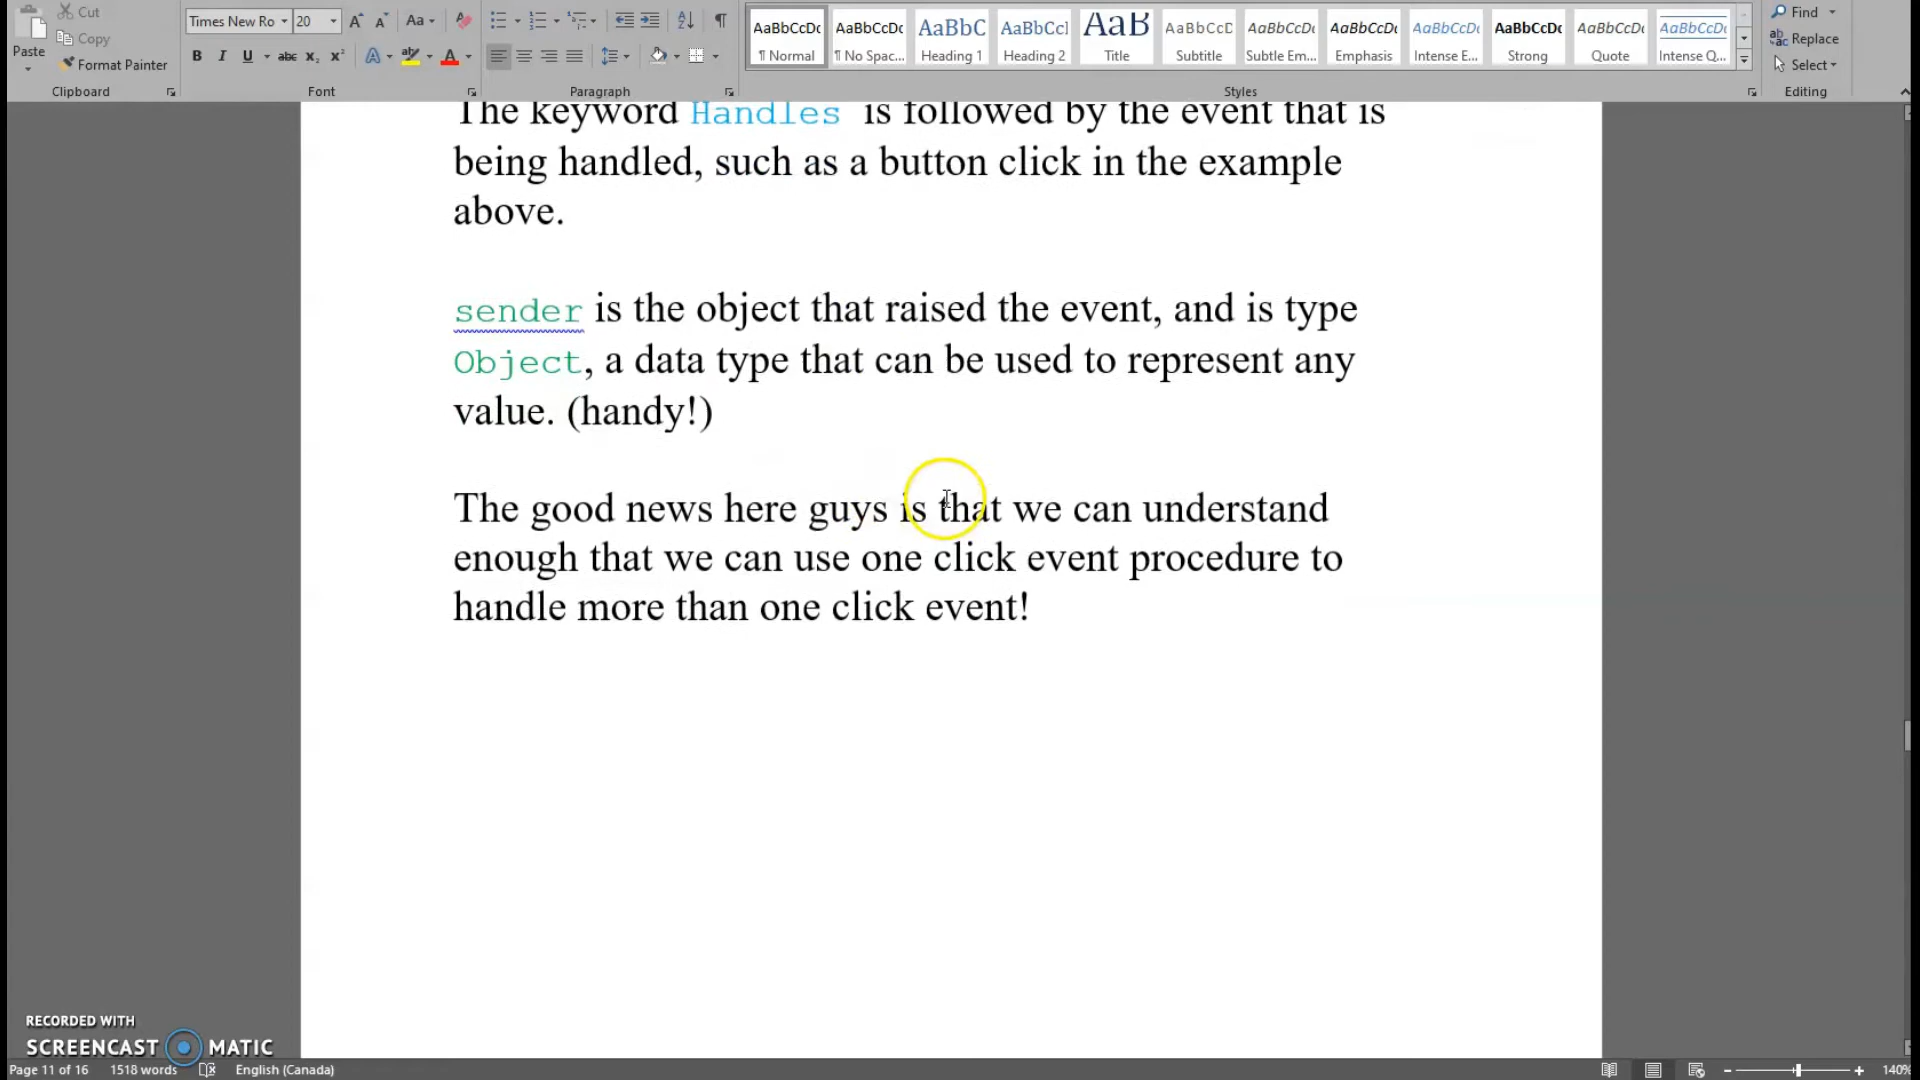 Cut
Times New Ro 20 Aa
AaBbCcDc AaBbCcDc AaBbC AaBbCcI AaB AaBbCcD AaBbCcDc AaBbCcDc AaBbCcDc AaBbCcDc AaBbCcDc AaBbCcDc
Find
Paste
Copy
Replace
Format Painter
B I U abc x₂ x² A A
¶ Normal ¶ No Spac... Heading 1 Heading 2 Title Subtitle Subtle Em... Emphasis Intense E... Strong Quote Intense Q...
Select
Clipboard Font Paragraph Styles Editing
The keyword Handles is followed by the event that is
being handled, such as a button click in the example
above.
sender is the object that raised the event, and is type
Object, a data type that can be used to represent any
value. (handy!)
The good news here guys is that we can understand
enough that we can use one click event procedure to
handle more than one click event!
RECORDED WITH
SCREENCAST MATIC
Page 11 of 16 1518 words English (Canada) 140%